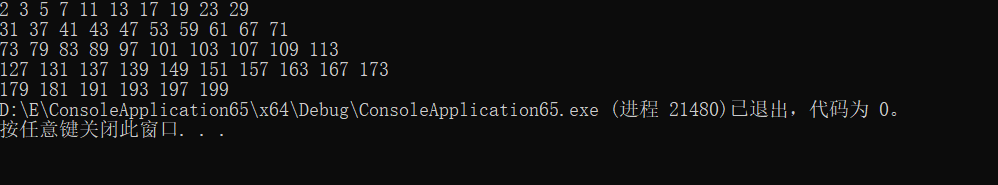 2 3 5 7 11 13 17 19 23 29
31 37 41 43 47 53 59 61 67 71
73 79 83 89 97 101 103 107 109 113
127 131 137 139 149 151 157 163 167 173
179 181 191 193 197 199
D:\E\ConsoleApplication65\x64\Debug\ConsoleApplication65.exe (进程 21480)已退出，代码为 0。
按任意键关闭此窗口. . .